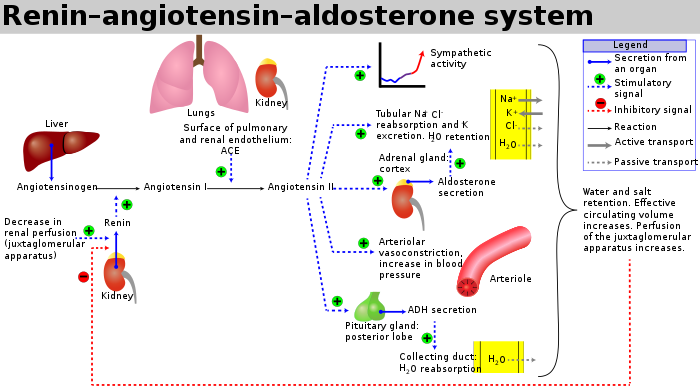 Renin–angiotensin–aldosterone system
Liver
Lungs
Kidney
Surface of pulmonary
and renal endothelium:
ACE
Angiotensinogen
Angiotensin I
Angiotensin II
Decrease in
renal perfusion
(juxtaglomerular
apparatus)
Renin
Kidney
Sympathetic
activity
Tubular Na+ Cl-
reabsorption and K+
excretion. H2O retention
Adrenal gland:
cortex
Aldosterone
secretion
Arteriolar
vasoconstriction,
increase in blood
pressure
Arteriole
ADH secretion
Pituitary gland:
posterior lobe
Collecting duct:
H2O reabsorption
H2O
Na+
K+
Cl-
H2O
Legend
Secretion from
an organ
Stimulatory
signal
Inhibitory signal
Reaction
Active transport
Passive transport
Water and salt
retention. Effective
circulating volume
increases. Perfusion
of the juxtaglomerular
apparatus increases.